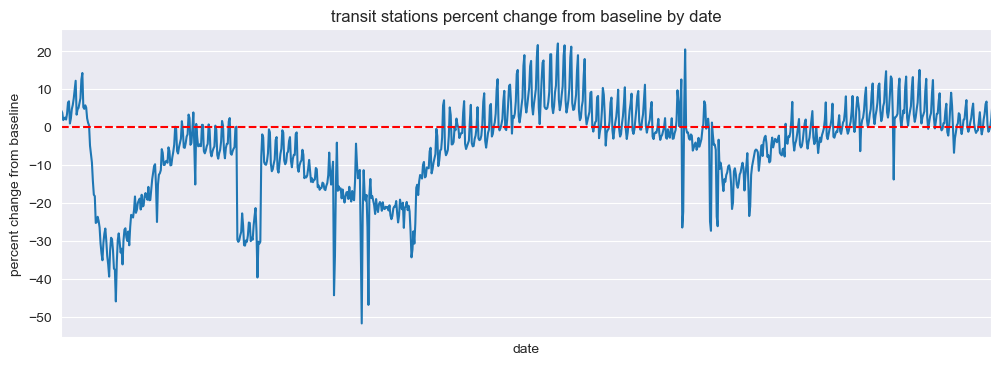 transit stations percent change from baseline by date
percent change from baseline
20
10
0
−10
−20
−30
−40
−50
date